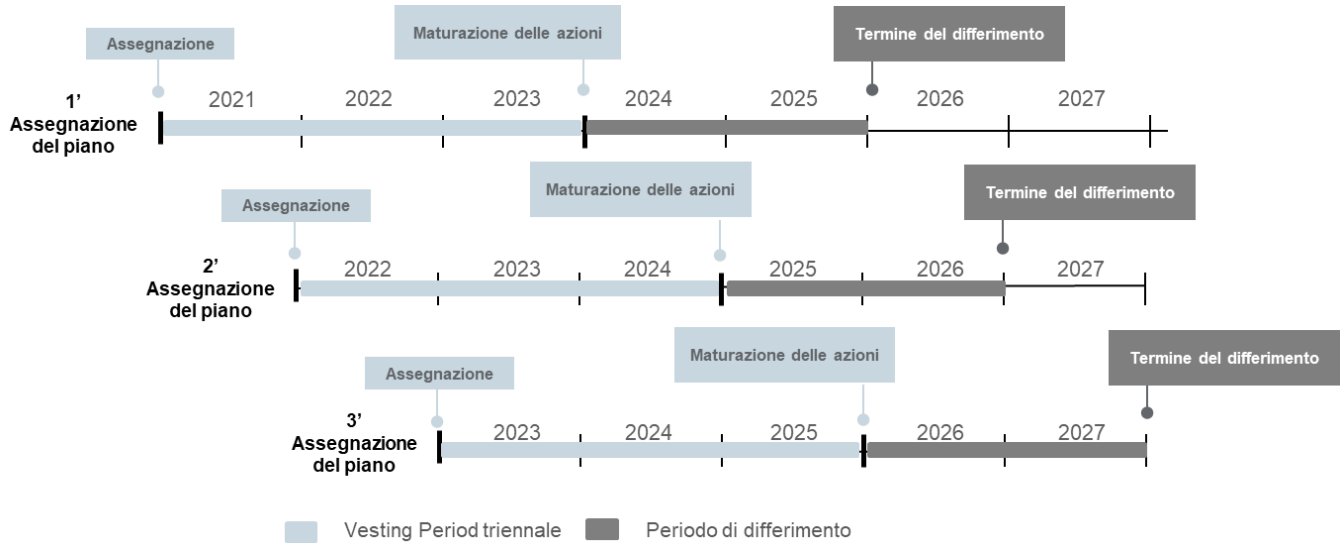 Assegnazione
Maturazione delle azioni
Termine del differimento
1’
Assegnazione
del piano
2021 2022 2023 2024 2025 2026 2027
Assegnazione
Maturazione delle azioni
Termine del differimento
2’
Assegnazione
del piano
2022 2023 2024 2025 2026 2027
Assegnazione
Maturazione delle azioni
Termine del differimento
3’
Assegnazione
del piano
2023 2024 2025 2026 2027
Vesting Period triennale Periodo di differimento